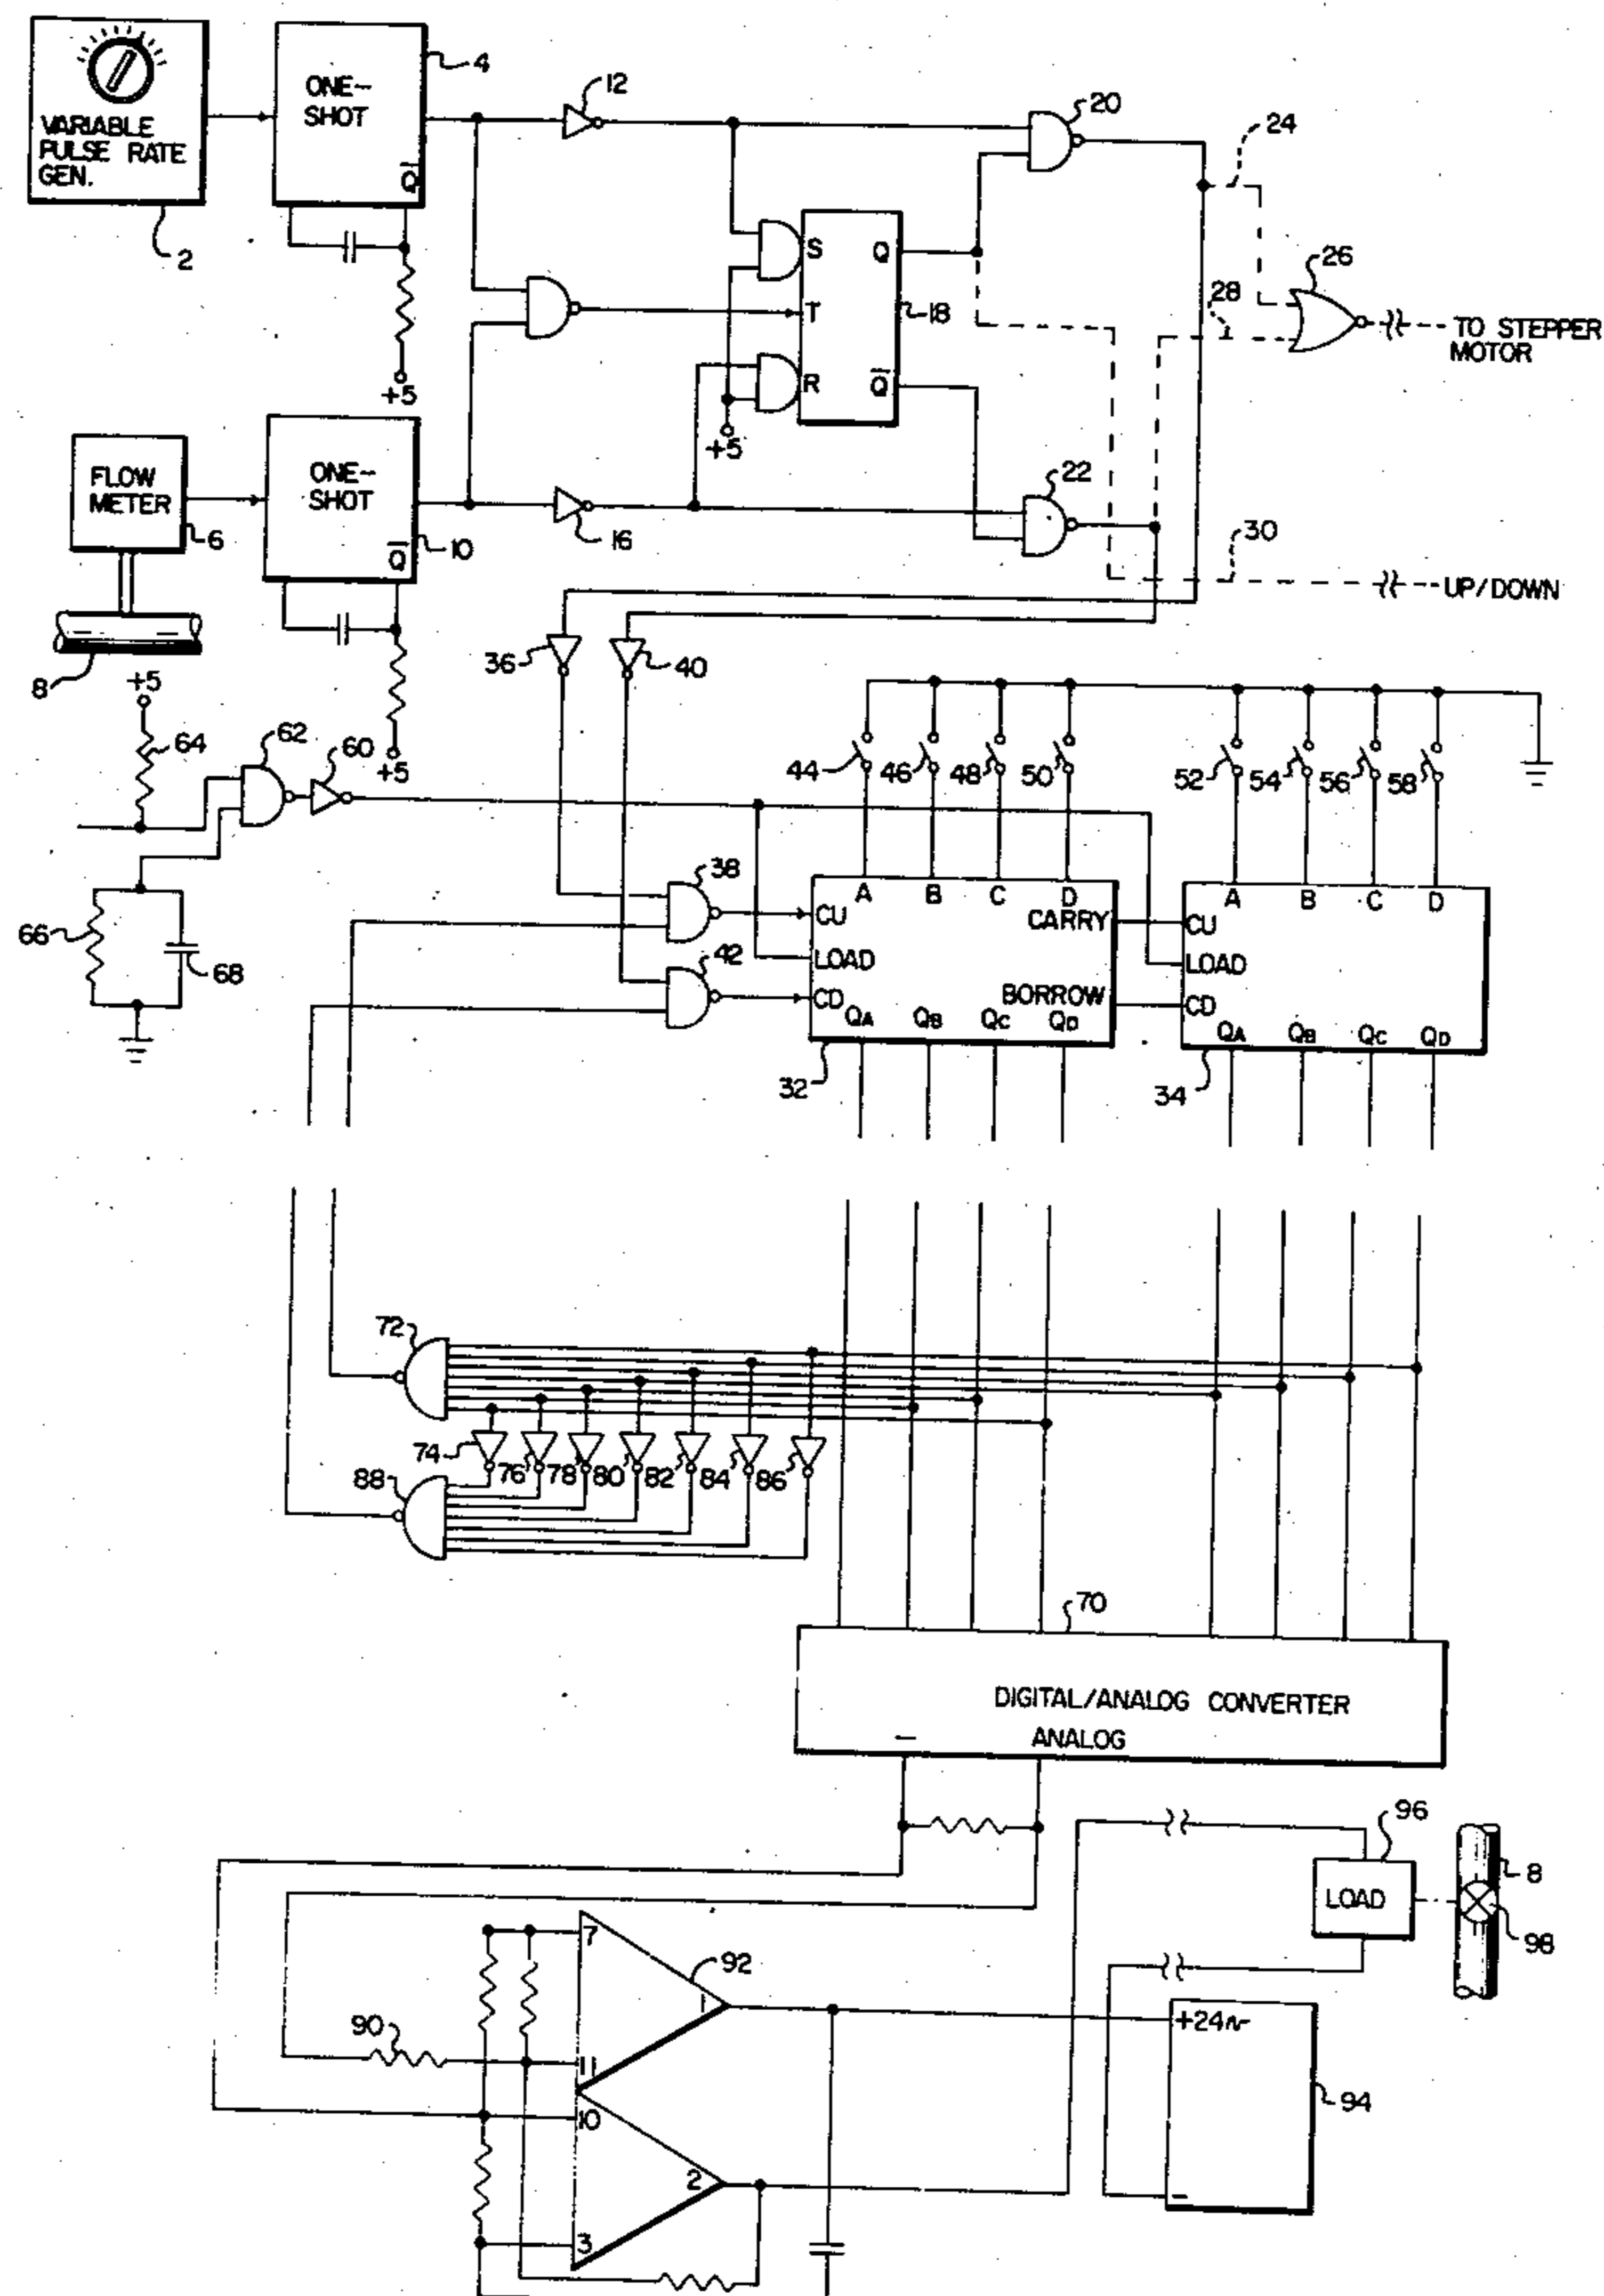 VARIABLE
PULSE RATE
GEN.
2
ONE-
SHOT
Q
4
12
20
24
26
28
TO STEPPER
MOTOR
S
Q
T
18
R
Q
+5
+5
FLOW
METER
6
8
ONE-
SHOT
Q
10
16
22
30
UP/DOWN
36
40
+5
64
62
60
+5
66
68
44
46
48
50
52
54
56
58
38
42
A
B
C
D
CU
CARRY
LOAD
CD
BORROW
QA
QB
QC
QD
32
A
B
C
D
CU
LOAD
CD
QA
QB
QC
QD
34
72
74
76
78
80
82
84
86
88
70
DIGITAL/ANALOG CONVERTER
—
ANALOG
96
LOAD
8
98
7
92
1
90
11
10
2
3
+24~
94
—